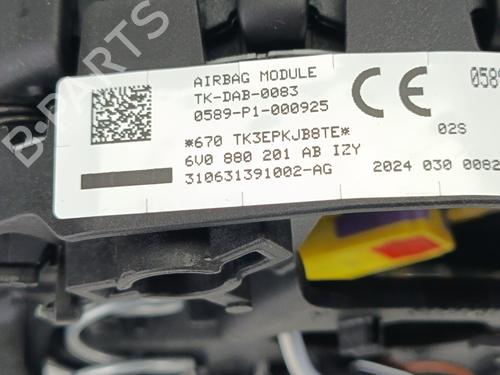 B-PARTS
AIRBAG MODULE
TK-DAB-0083
0589-P1-000925
CE
0589
*670 TK3EPKJB8TE*
02S
6V0 880 201 AB IZY
310631391002-AG
2024 030 0082